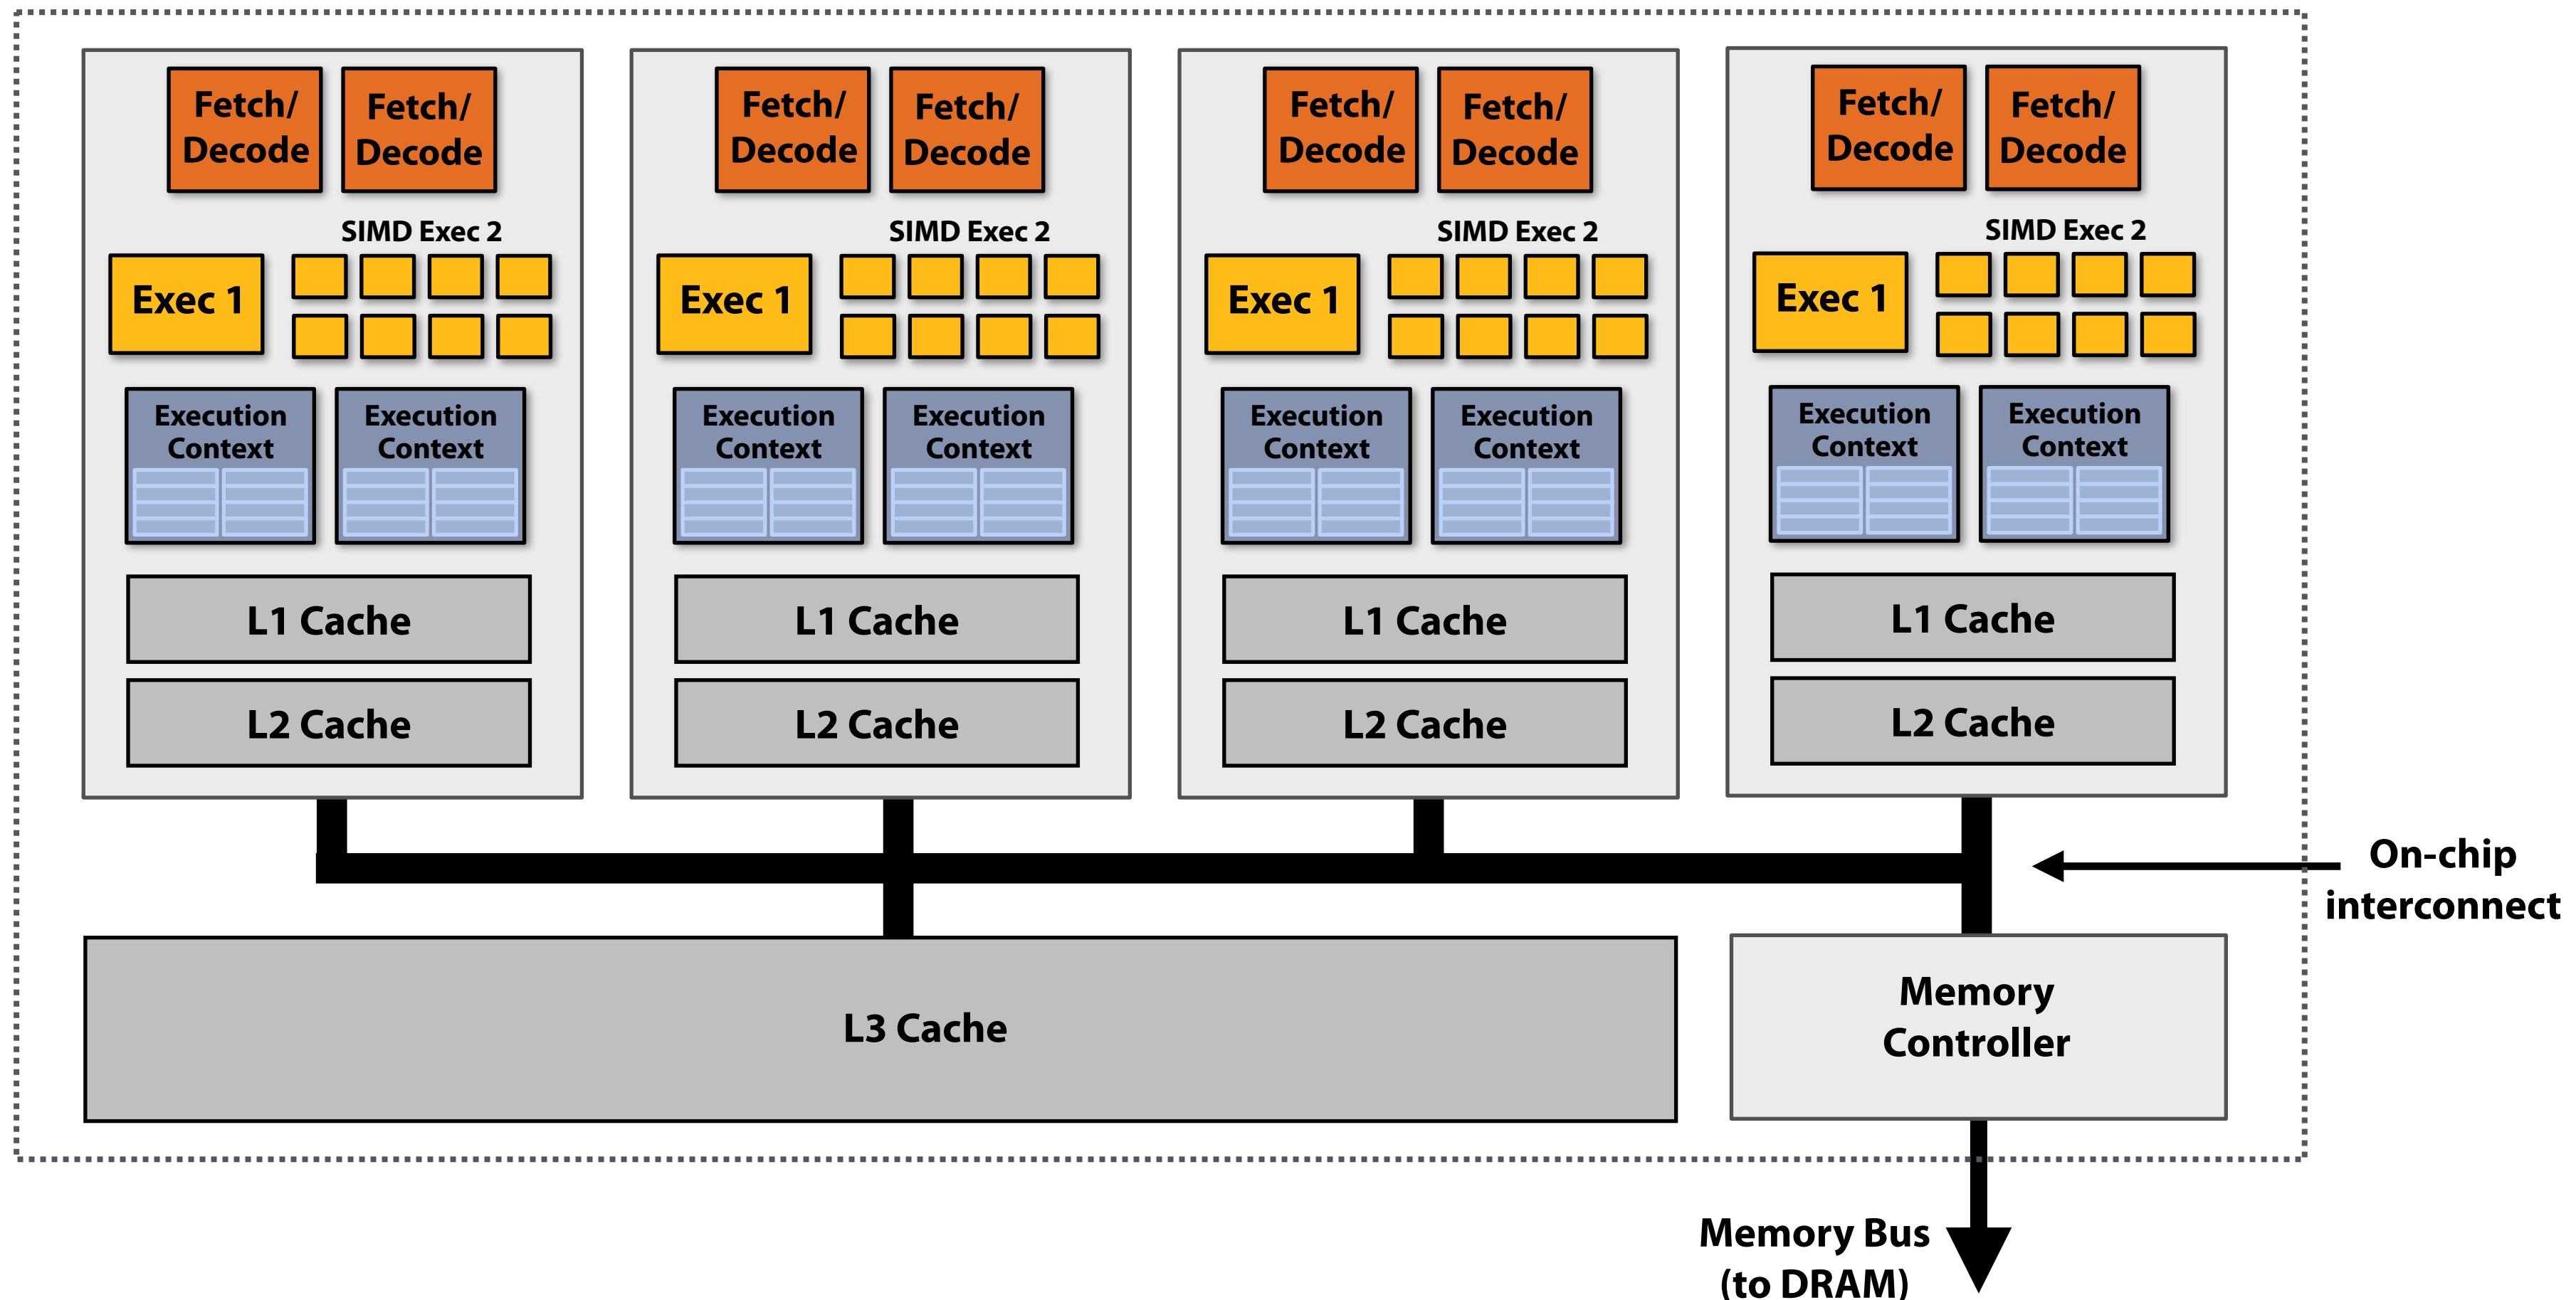 Fetch/
Decode
Fetch/
Decode
SIMD Exec 2
Exec 1
Execution
Context
Execution
Context
L1 Cache
L2 Cache
Fetch/
Decode
Fetch/
Decode
SIMD Exec 2
Exec 1
Execution
Context
Execution
Context
L1 Cache
L2 Cache
Fetch/
Decode
Fetch/
Decode
SIMD Exec 2
Exec 1
Execution
Context
Execution
Context
L1 Cache
L2 Cache
Fetch/
Decode
Fetch/
Decode
SIMD Exec 2
Exec 1
Execution
Context
Execution
Context
L1 Cache
L2 Cache
On-chip
interconnect
L3 Cache
Memory
Controller
Memory Bus
(to DRAM)